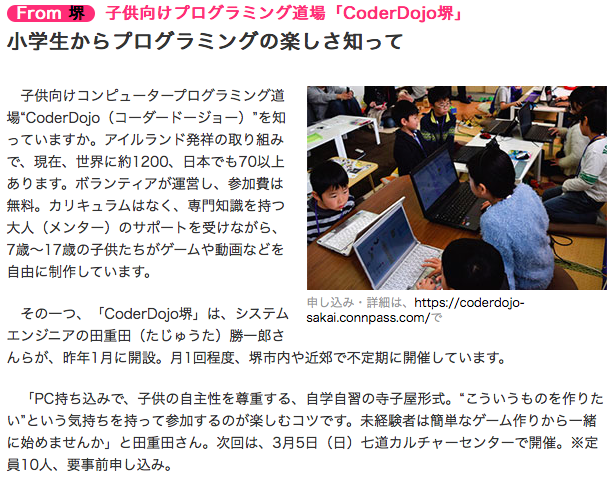 From 堺 子供向けプログラミング道場「CoderDojo堺」
小学生からプログラミングの楽しさ知って
子供向けコンピュータープログラミング道
場“CoderDojo（コーダードージョー）”を知
っていますか。アイルランド発祥の取り組み
で、現在、世界に約1200、日本でも70以上
あります。ボランティアが運営し、参加費は
無料。カリキュラムはなく、専門知識を持つ
大人（メンター）のサポートを受けながら、
7歳〜17歳の子供たちがゲームや動画などを
自由に制作しています。
申し込み・詳細は、https://coderdojo-
sakai.connpass.com/で
その一つ、「CoderDojo堺」は、システム
エンジニアの田重田（たじゅうた）勝一郎さ
んらが、昨年1月に開設。月1回程度、堺市内や近郊で不定期に開催しています。
「PC持ち込みで、子供の自主性を尊重する、自学自習の寺子屋形式。“こういうものを作りた
い”という気持ちを持って参加するのが楽しむコツです。未経験者は簡単なゲーム作りから一緒
に始めませんか」と田重田さん。次回は、3月5日（日）七道カルチャーセンターで開催。※定
員10人、要事前申し込み。